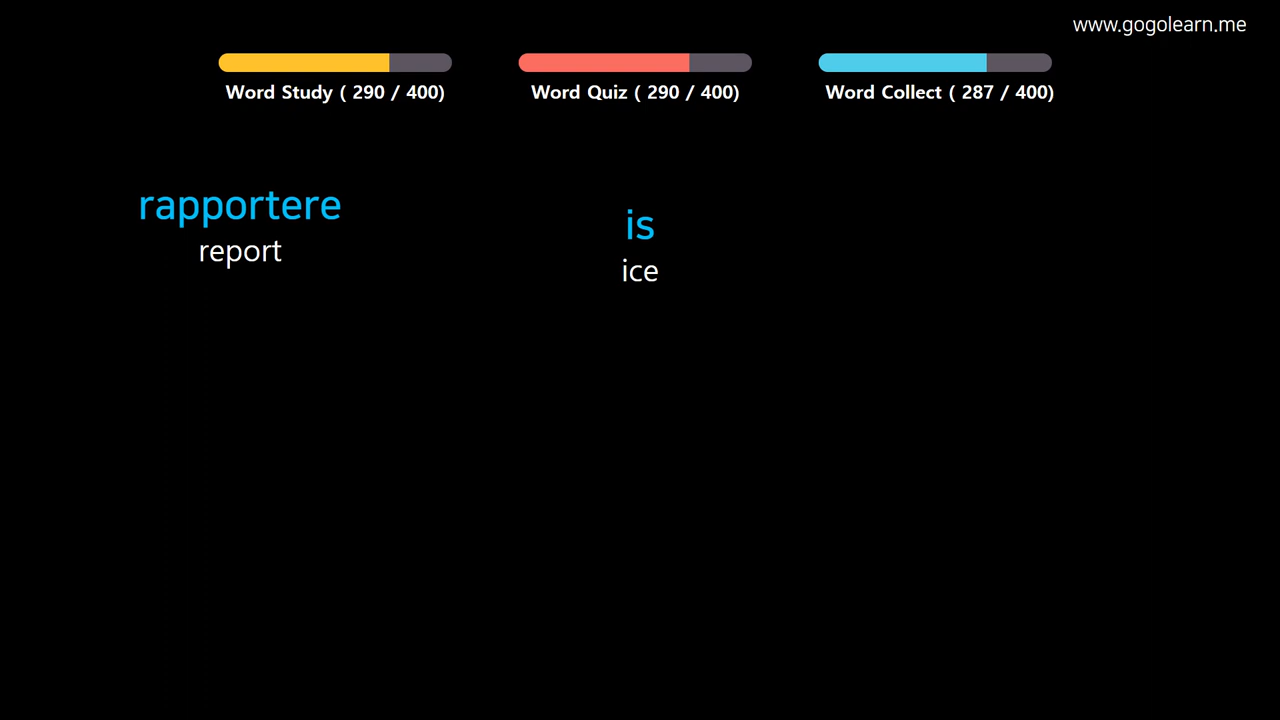 www.gogolearn.me
Word Study ( 290 / 400)
Word Quiz ( 290 / 400)
Word Collect ( 287 / 400)
rapportere
report
is
ice